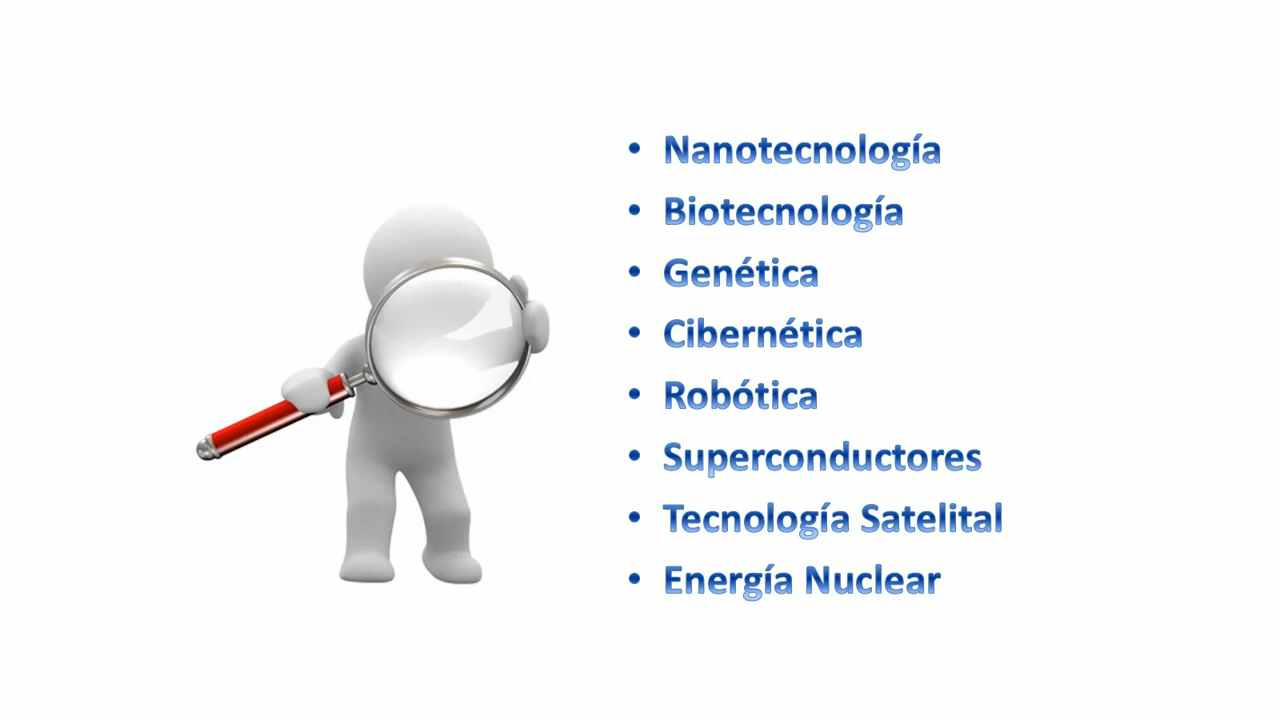 • Nanotecnología
• Biotecnología
• Genética
• Cibernética
• Robótica
• Superconductores
• Tecnología Satelital
• Energía Nuclear